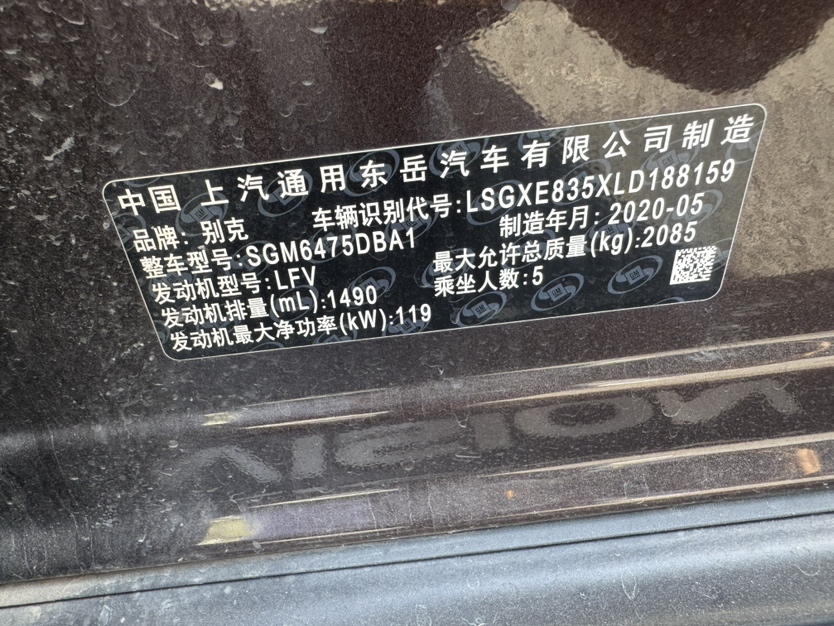 中国 上汽通用东岳汽车有限公司制造
品牌: 别克 车辆识别代号:LSGXE835XLD188159
整车型号:SGM6475DBA1 制造年月: 2020-05
发动机型号:LFV 最大允许总质量(kg):2085
发动机排量(mL):1490 乘坐人数:5
发动机最大净功率(kW):119